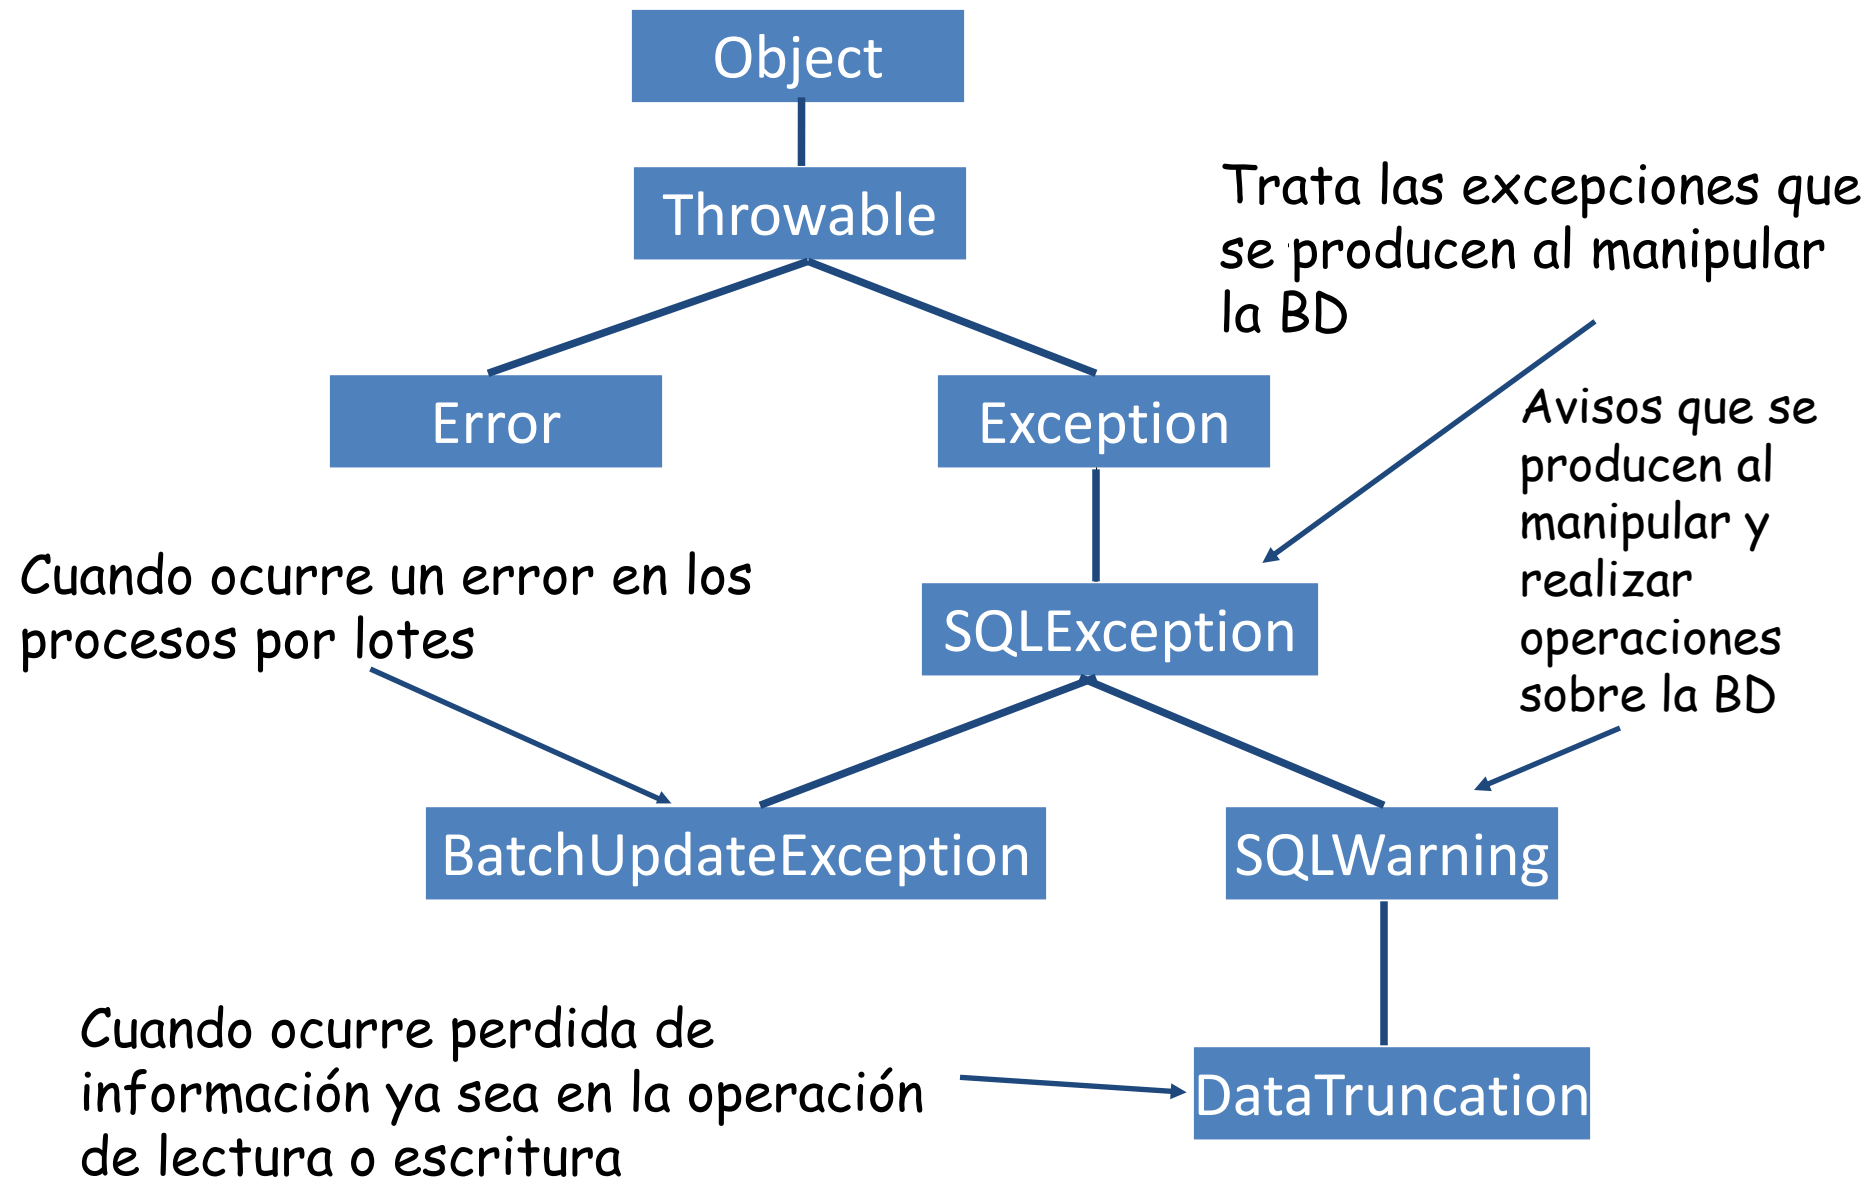 Object
Throwable
Trata las excepciones que
se producen al manipular
la BD
Error
Exception
Avisos que se
producen al
manipular y
realizar
operaciones
sobre la BD
Cuando ocurre un error en los
procesos por lotes
SQLException
BatchUpdateException
SQLWarning
Cuando ocurre perdida de
información ya sea en la operación
de lectura o escritura
DataTruncation